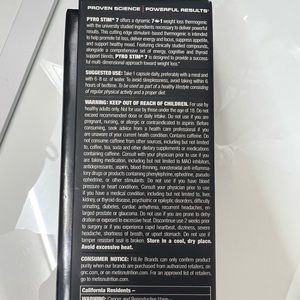 PROVEN SCIENCE | POWERFUL RESULTS
PYRO STIM® 7 offers a dynamic 7-in-1 weight loss thermogenic
with the university studied ingredients necessary to deliver powerful
results. This cutting edge stimulant-based thermogenic is intended
to help promote fat loss, deliver energy and focus, suppress appetite,
and support healthy mood. Featuring clinically studied compounds,
alongside a comprehensive set of energy, cognitive and thyroid
support blends, PYRO STIM® 7 is designed to provide a success-
ful multi-dimensional approach toward weight loss.*
SUGGESTED USE: Take 1 capsule daily, preferably with a meal and
with 6-8 oz. of water. To avoid sleeplessness, avoid taking within 6
hours of bedtime. To be used as part of a healthy lifestyle consisting
of regular physical activity and a proper diet.
WARNING: KEEP OUT OF REACH OF CHILDREN. For use by
healthy adults only. Not for use by those under the age of 18. Do not
exceed recommended dose or daily intake. Do not use if you are
pregnant, nursing, or allergic or contraindicated to aspirin. Before
consuming, seek advice from a health care professional if you
are unaware of your current health condition. Contains caffeine. Do
not consume caffeine from other sources, including but not limited
to coffee, tea, soda and other dietary supplements or medications
containing caffeine. Consult with your physician prior to use if you
are taking medication, including but not limited to MAO inhibitors,
antidepressants, aspirin, blood-thinning, nonsteroidal anti-inflammatory
drugs or products containing phenylephrine, ephedrine, pseudo-
ephedrine, or other stimulants. Do not use if you have blood
pressure or heart conditions. Consult your physician prior to use
if you have a medical condition, including but not limited to, liver,
kidney, or thyroid disease, psychiatric or epileptic disorders, difficulty
urinating, diabetes, cardiac arrhythmia, recurrent headaches, en-
larged prostate or glaucoma. Do not use if you are prone to dehy-
dration or exposed to excessive heat. Discontinue use 2 weeks prior
to surgery or if you experience rapid heartbeat, dizziness, severe
headache, shortness of breath, or upset stomach. Do not use if
tamper resistant seal is broken. Store in a cool, dry place.
Avoid excessive heat.
CONSUMER NOTICE: FitLife Brands can only confirm product
purity when our brands are purchased from authorized retailers: on
gnc.com, or on metisnutrition.com. For an approved list of retailers
go to metisnutrition.com.
California Residents –
WARNING: Cancer and Reproductive Harm –